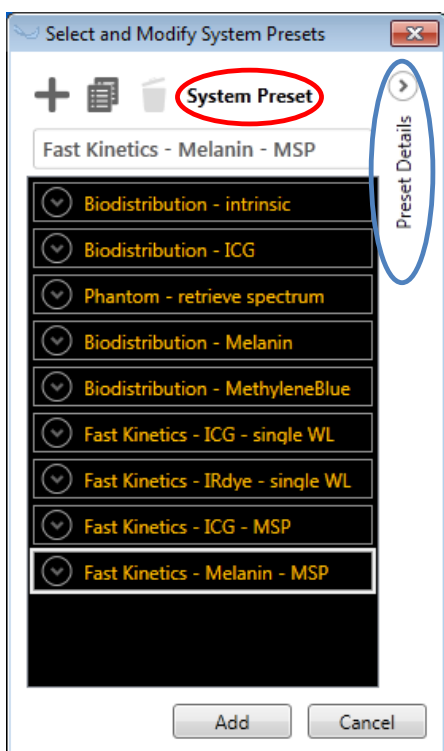 Select and Modify System Presets
System Preset
Preset Details
Fast Kinetics - Melanin - MSP
Biodistribution - intrinsic
Biodistribution - ICG
Phantom - retrieve spectrum
Biodistribution - Melanin
Biodistribution - MethyleneBlue
Fast Kinetics - ICG - single WL
Fast Kinetics - IRdye - single WL
Fast Kinetics - ICG - MSP
Fast Kinetics - Melanin - MSP
Add
Cancel